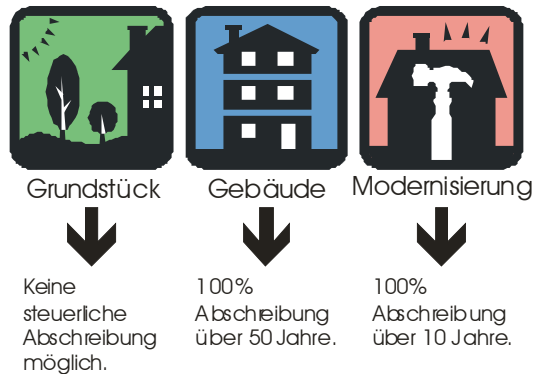 Grundstück
Gebäude
Modernisierung
Keine
steuerliche
Abschreibung
möglich.
100%
Abschreibung
über 50 Jahre.
100%
Abschreibung
über 10 Jahre.